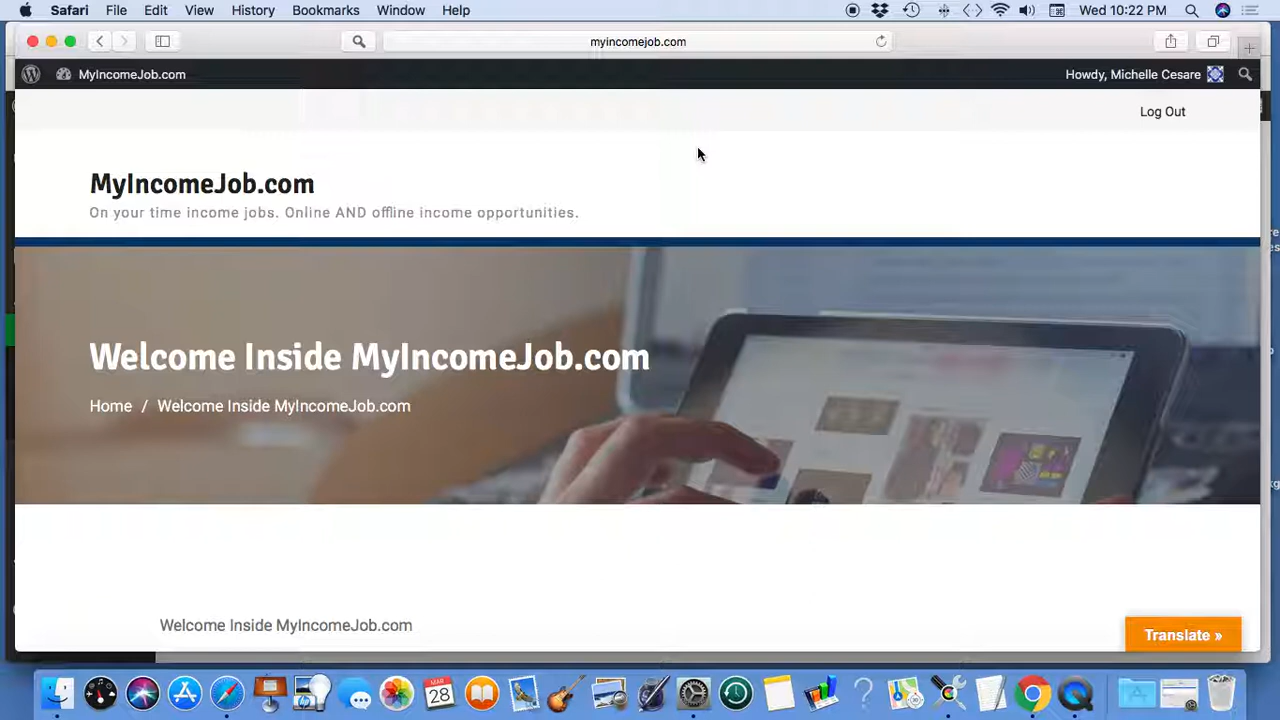 Safari File Edit View History Bookmarks Window Help Wed 10:22 PM
myincomejob.com
MyIncomeJob.com Howdy, Michelle Cesare
Log Out
MyIncomeJob.com
On your time income jobs. Online AND offline income opportunities.
Welcome Inside MyIncomeJob.com
Home / Welcome Inside MyIncomeJob.com
Welcome Inside MyIncomeJob.com
Translate »
MAR
28